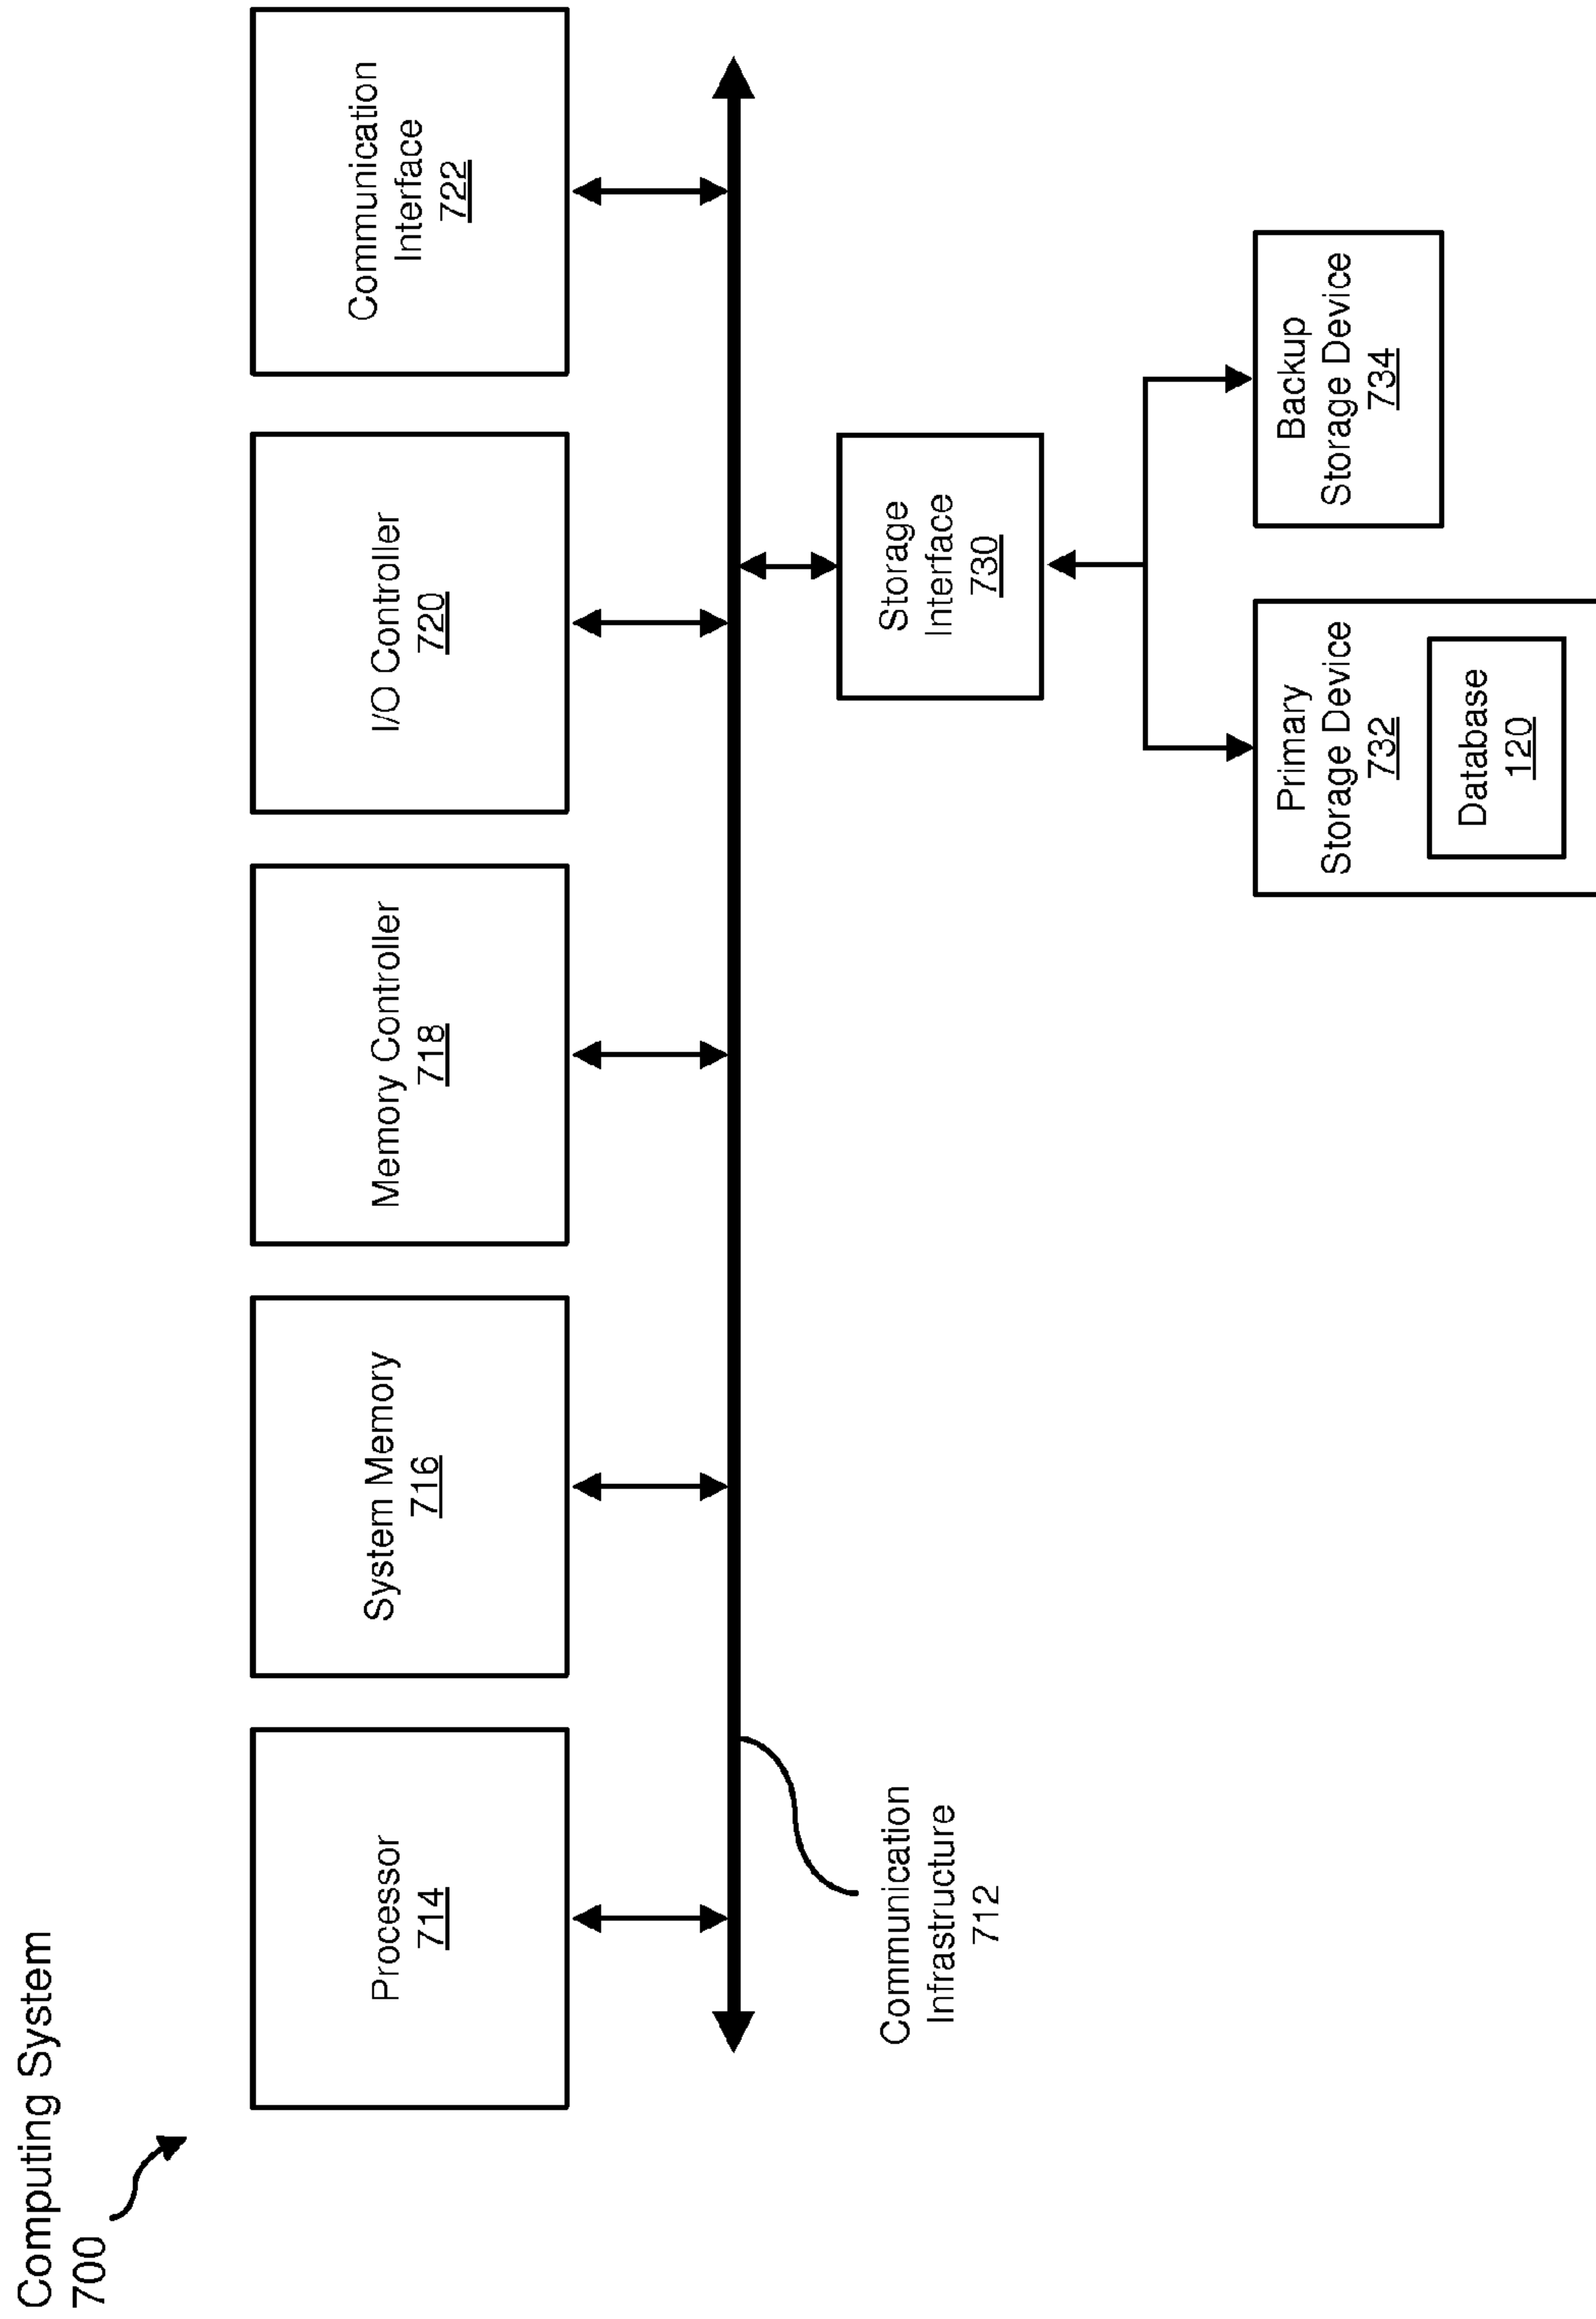 Computing System
700
Processor
714
System Memory
716
Memory Controller
718
I/O Controller
720
Communication
Interface
722
Communication
Infrastructure
712
Storage
Interface
730
Primary
Storage Device
732
Database
120
Backup
Storage Device
734